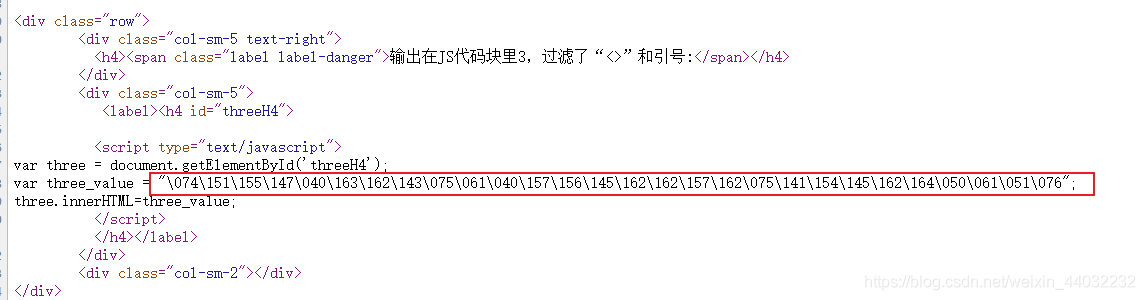 <div class="row">
<div class="col-sm-5 text-right">
<h4><span class="label label-danger">输出在JS代码块里3，过滤了“<>”和引号:</span></h4>
</div>
<div class="col-sm-5">
<label><h4 id="threeH4">
<script type="text/javascript">
var three = document.getElementById('threeH4');
var three_value = "\074\151\155\147\040\163\162\143\075\061\040\157\156\145\162\162\157\162\075\141\154\145\162\164\050\061\051\076";
three.innerHTML=three_value;
</script>
</h4></label>
</div>
<div class="col-sm-2"></div>
</div>
https://blog.csdn.net/weixin_44032232